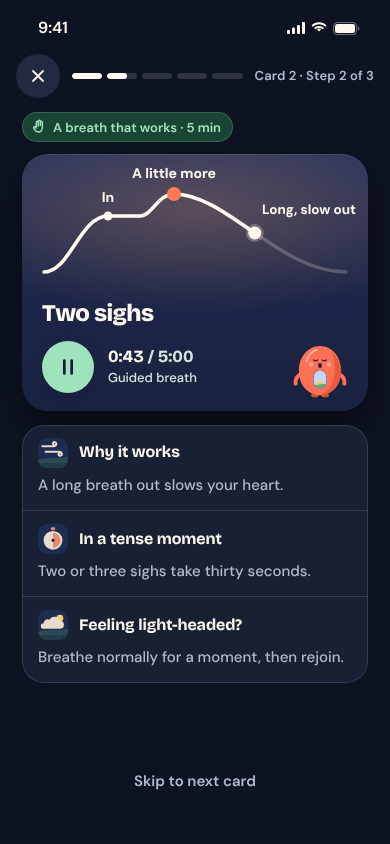 9:41
Card 2 · Step 2 of 3
A breath that works · 5 min
A little more
In
Long, slow out
Two sighs
0:43 / 5:00
Guided breath
Why it works
A long breath out slows your heart.
In a tense moment
Two or three sighs take thirty seconds.
Feeling light-headed?
Breathe normally for a moment, then rejoin.
Skip to next card